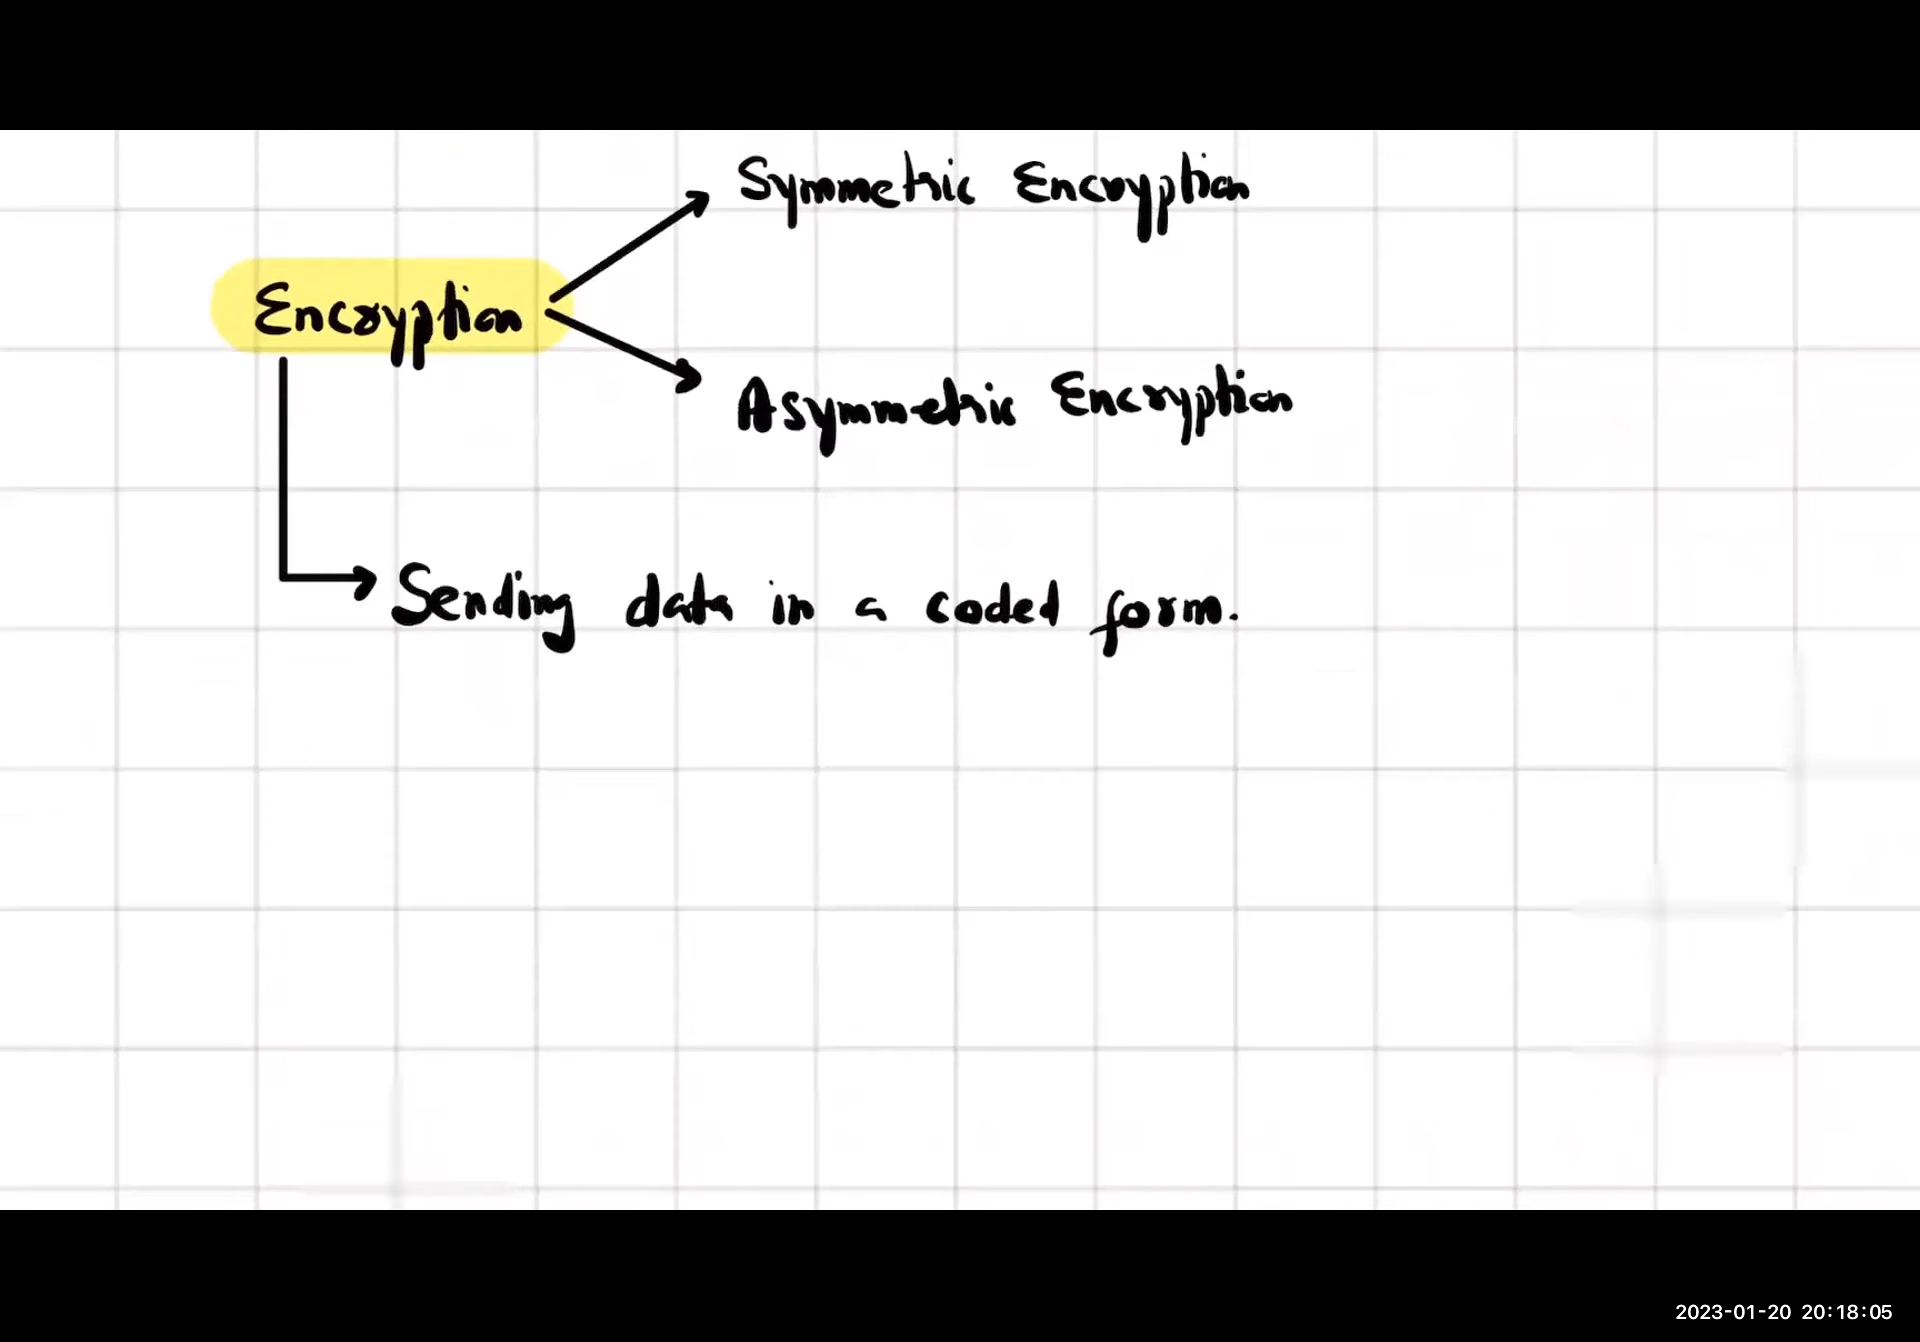 Symmetric Encryption
Encryption
Asymmetric Encryption
Sending data in a coded form.
2023-01-20 20:18:05